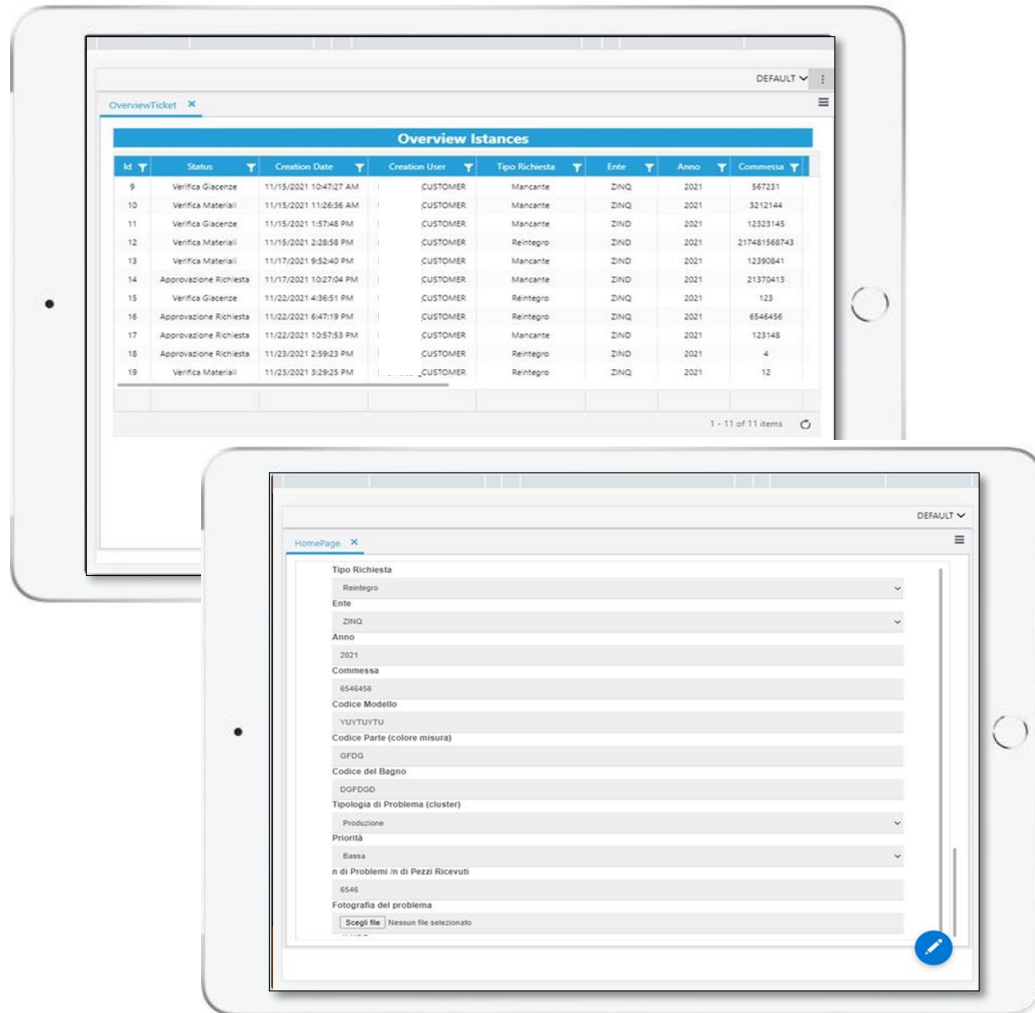 DEFAULT
OverviewTicket ×
Overview Istances
Id Status Creation Date Creation User Tipo Richiesta Ente Anno Commessa
9 Verifica Giacenze 11/15/2021 10:47:27 AM CUSTOMER Mancante ZINQ 2021 567231
10 Verifica Materiali 11/15/2021 11:26:36 AM CUSTOMER Mancante ZINQ 2021 3212144
11 Verifica Giacenze 11/15/2021 1:57:48 PM CUSTOMER Mancante ZIND 2021 12323145
12 Verifica Materiali 11/15/2021 2:28:58 PM CUSTOMER Reintegro ZIND 2021 217481568743
13 Verifica Materiali 11/17/2021 9:52:40 PM CUSTOMER Mancante ZIND 2021 12390841
14 Approvazione Richiesta 11/17/2021 10:27:04 PM CUSTOMER Mancante ZIND 2021 21370413
15 Verifica Giacenze 11/22/2021 4:36:51 PM CUSTOMER Reintegro ZINQ 2021 123
16 Approvazione Richiesta 11/22/2021 6:47:19 PM CUSTOMER Reintegro ZINQ 2021 6546456
17 Approvazione Richiesta 11/22/2021 10:57:53 PM CUSTOMER Mancante ZIND 2021 123148
18 Approvazione Richiesta 11/23/2021 2:59:23 PM CUSTOMER Reintegro ZIND 2021 4
19 Verifica Materiali 11/23/2021 3:29:25 PM _CUSTOMER Reintegro ZINQ 2021 12
1 - 11 of 11 items
DEFAULT
HomePage ×
Tipo Richiesta
Reintegro
Ente
ZINQ
Anno
2021
Commessa
6546456
Codice Modello
YUYTUYTU
Codice Parte (colore misura)
GFDG
Codice del Bagno
DGFDGD
Tipologia di Problema (cluster)
Produzione
Priorità
Bassa
n di Problemi /n di Pezzi Ricevuti
6546
Fotografia del problema
Scegli file Nessun file selezionato